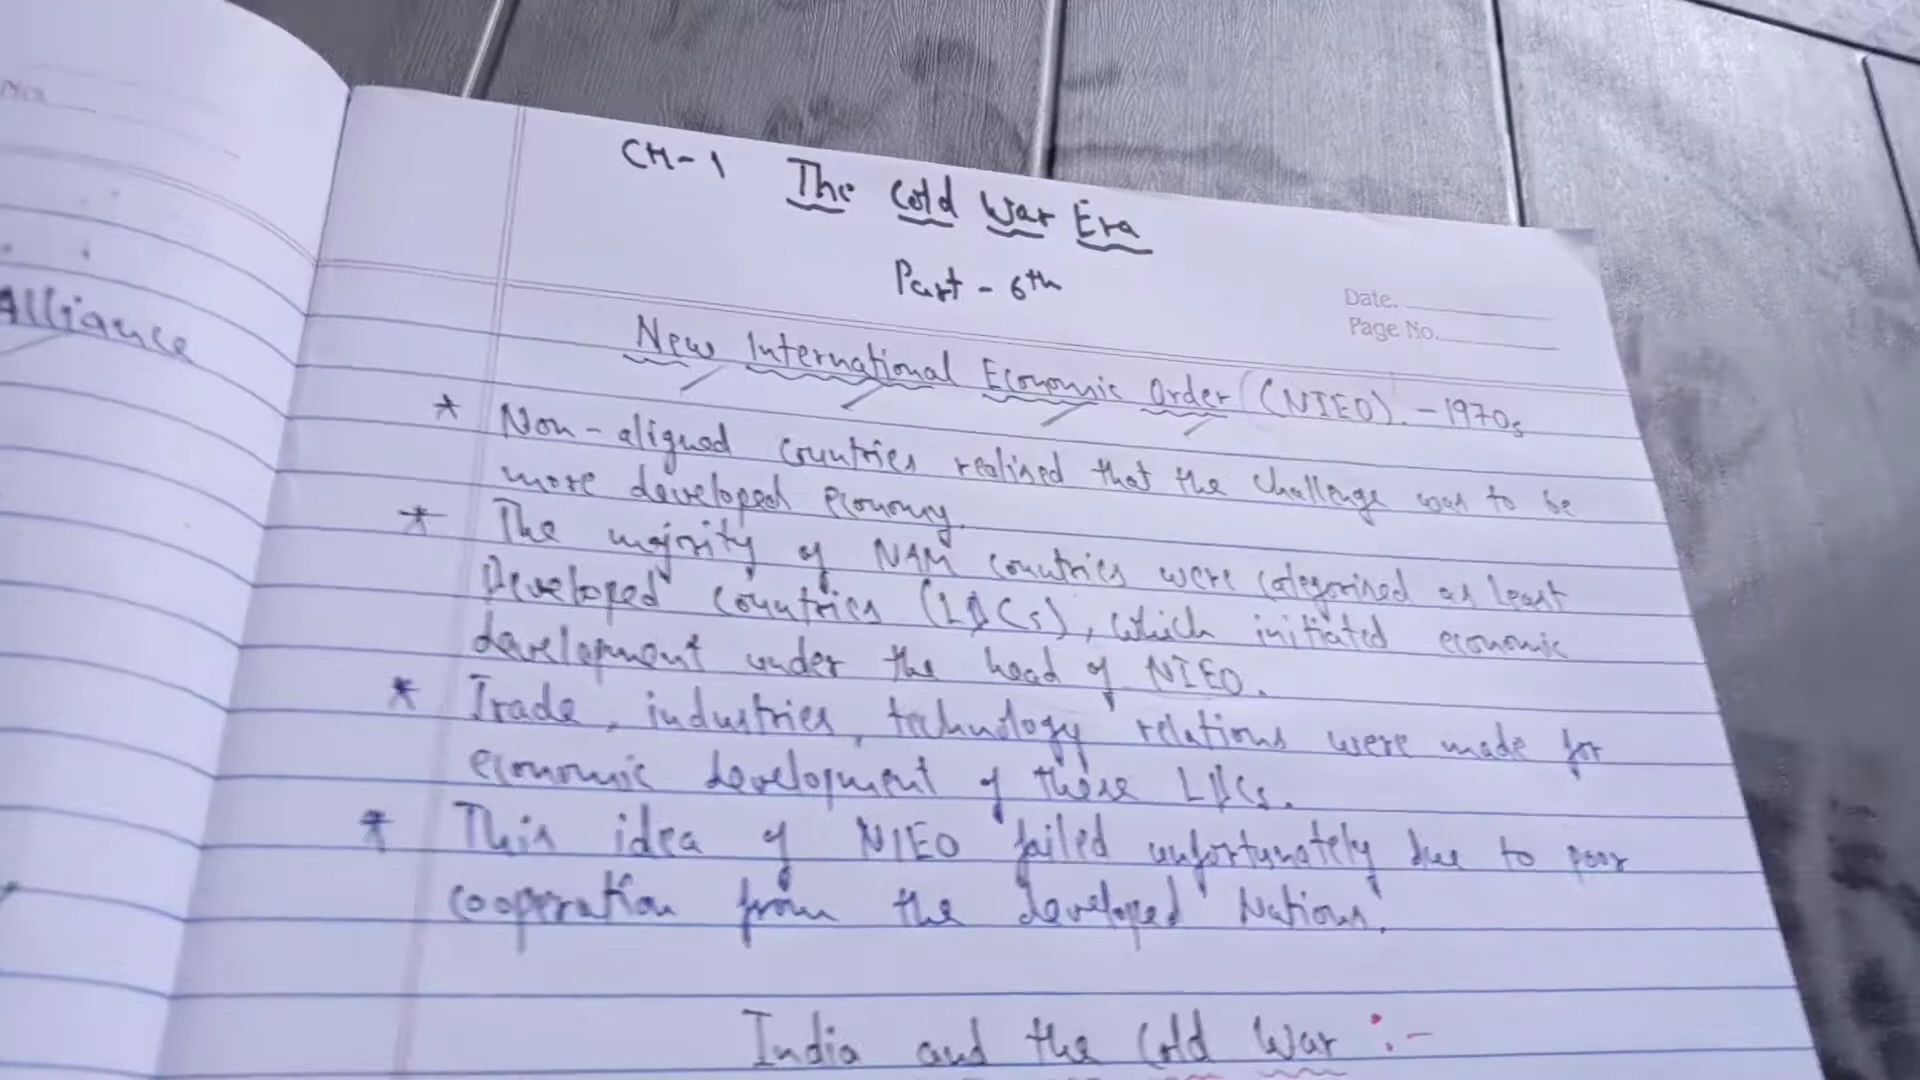 No.
Alliance
CH-1 The Cold War Era
Part - 6th
Date.
Page No.
New International Economic Order (NIEO). - 1970s
* Non-aligned countries realised that the challenge was to be
more developed economy.
* The majority of NAM countries were categorised as least
Developed countries (LDCs), which initiated economic
development under the head of NIEO.
* Trade, industries, technology relations were made for
economic development of these LDCs.
* This idea of NIEO failed unfortunately due to poor
cooperation from the developed Nations.
India and the Cold War :-